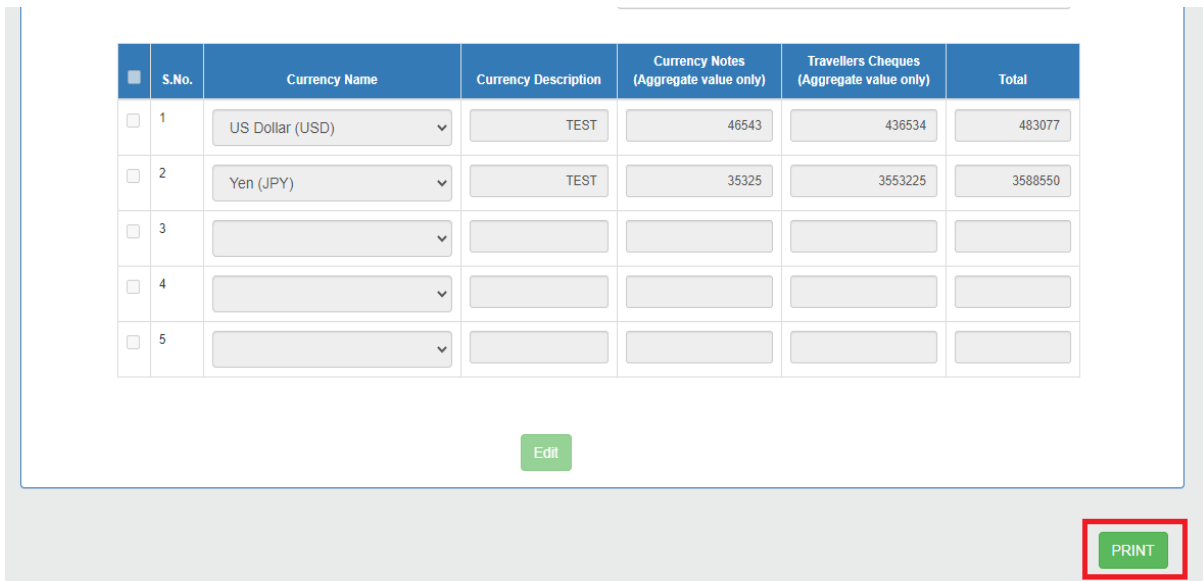 S.No. Currency Name Currency Description Currency Notes Travellers Cheques Total
(Aggregate value only) (Aggregate value only)
1 US Dollar (USD) TEST 46543 436534 483077
2 Yen (JPY) TEST 35325 3553225 3588550
3
4
5
Edit
PRINT